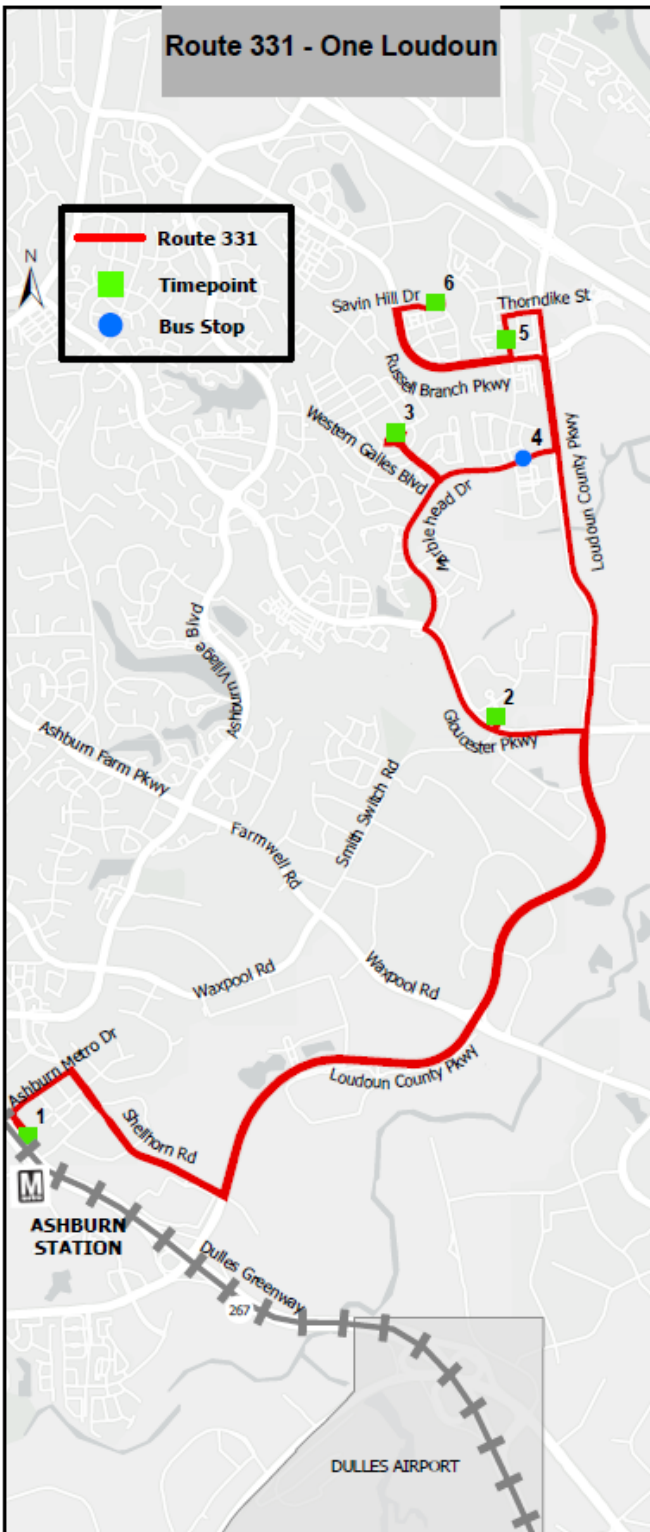 Route 331 - One Loudoun
Route 331
Timepoint
Bus Stop
N
6
Savin Hill Dr
Thorndike St
5
Russell Branch Pkwy
3
Western Gailes Blvd
4
Marblehead Dr
Loudoun County Pkwy
2
Gloucester Pkwy
Ashburn Village Blvd
Ashburn Farm Pkwy
Smith Switch Rd
Farmwell Rd
Waxpool Rd
Waxpool Rd
Loudoun County Pkwy
Ashburn Metro Dr
1
Shellhorn Rd
M
ASHBURN
STATION
Dulles Greenway
267
DULLES AIRPORT